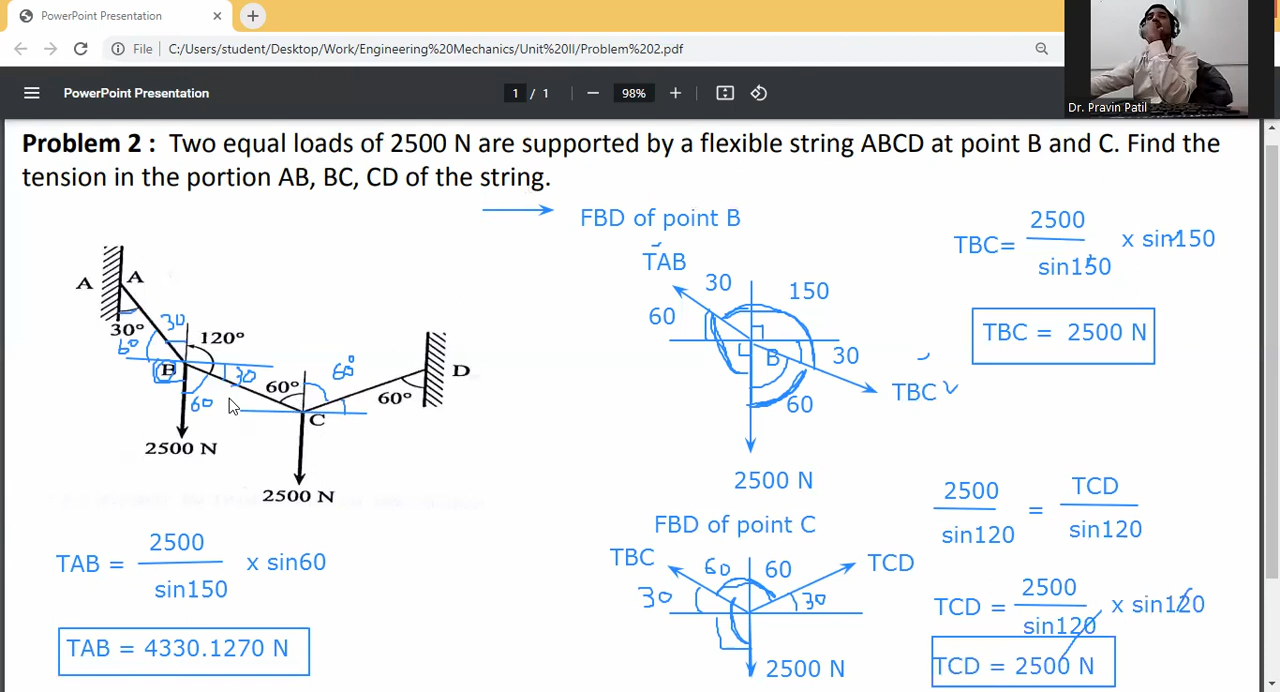 PowerPoint Presentation
File C:/Users/student/Desktop/Work/Engineering%20Mechanics/Unit%20II/Problem%202.pdf
PowerPoint Presentation
1 / 1
98%
Dr. Pravin Patil
Problem 2 : Two equal loads of 2500 N are supported by a flexible string ABCD at point B and C. Find the
tension in the portion AB, BC, CD of the string.
A A
30°
30
60
120°
B
30
60
60°
60°
C
D
60°
2500 N
2500 N
TAB = 2500 / sin150 x sin60
TAB = 4330.1270 N
FBD of point B
TAB
30
150
60
30
B
TBC
60
2500 N
FBD of point C
TBC
60
60
TCD
30
30
2500 N
TBC= 2500 / sin150 x sin150
TBC = 2500 N
2500 / sin120 = TCD / sin120
TCD = 2500 / sin120 x sin120
TCD = 2500 N